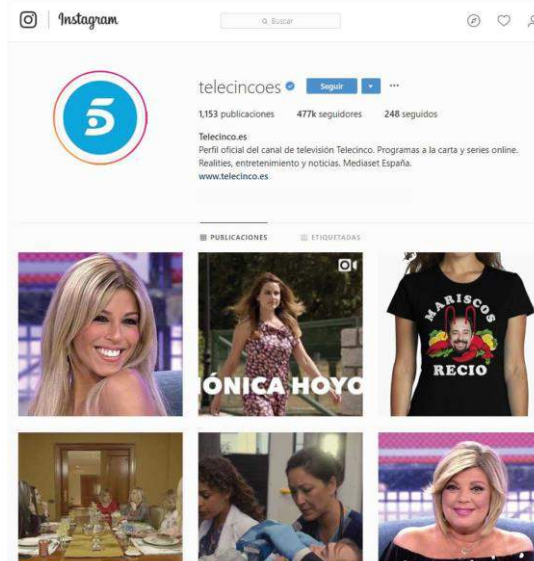 Instagram
Buscar
5
telecincoes
Seguir
1,153 publicaciones 477k seguidores 248 seguidos
Telecinco.es
Perfil oficial del canal de televisión Telecinco. Programas a la carta y series online.
Realities, entretenimiento y noticias. Mediaset España.
www.telecinco.es
PUBLICACIONES ETIQUETADAS
ÓNICA HOYO
MARISCOS
RECIO